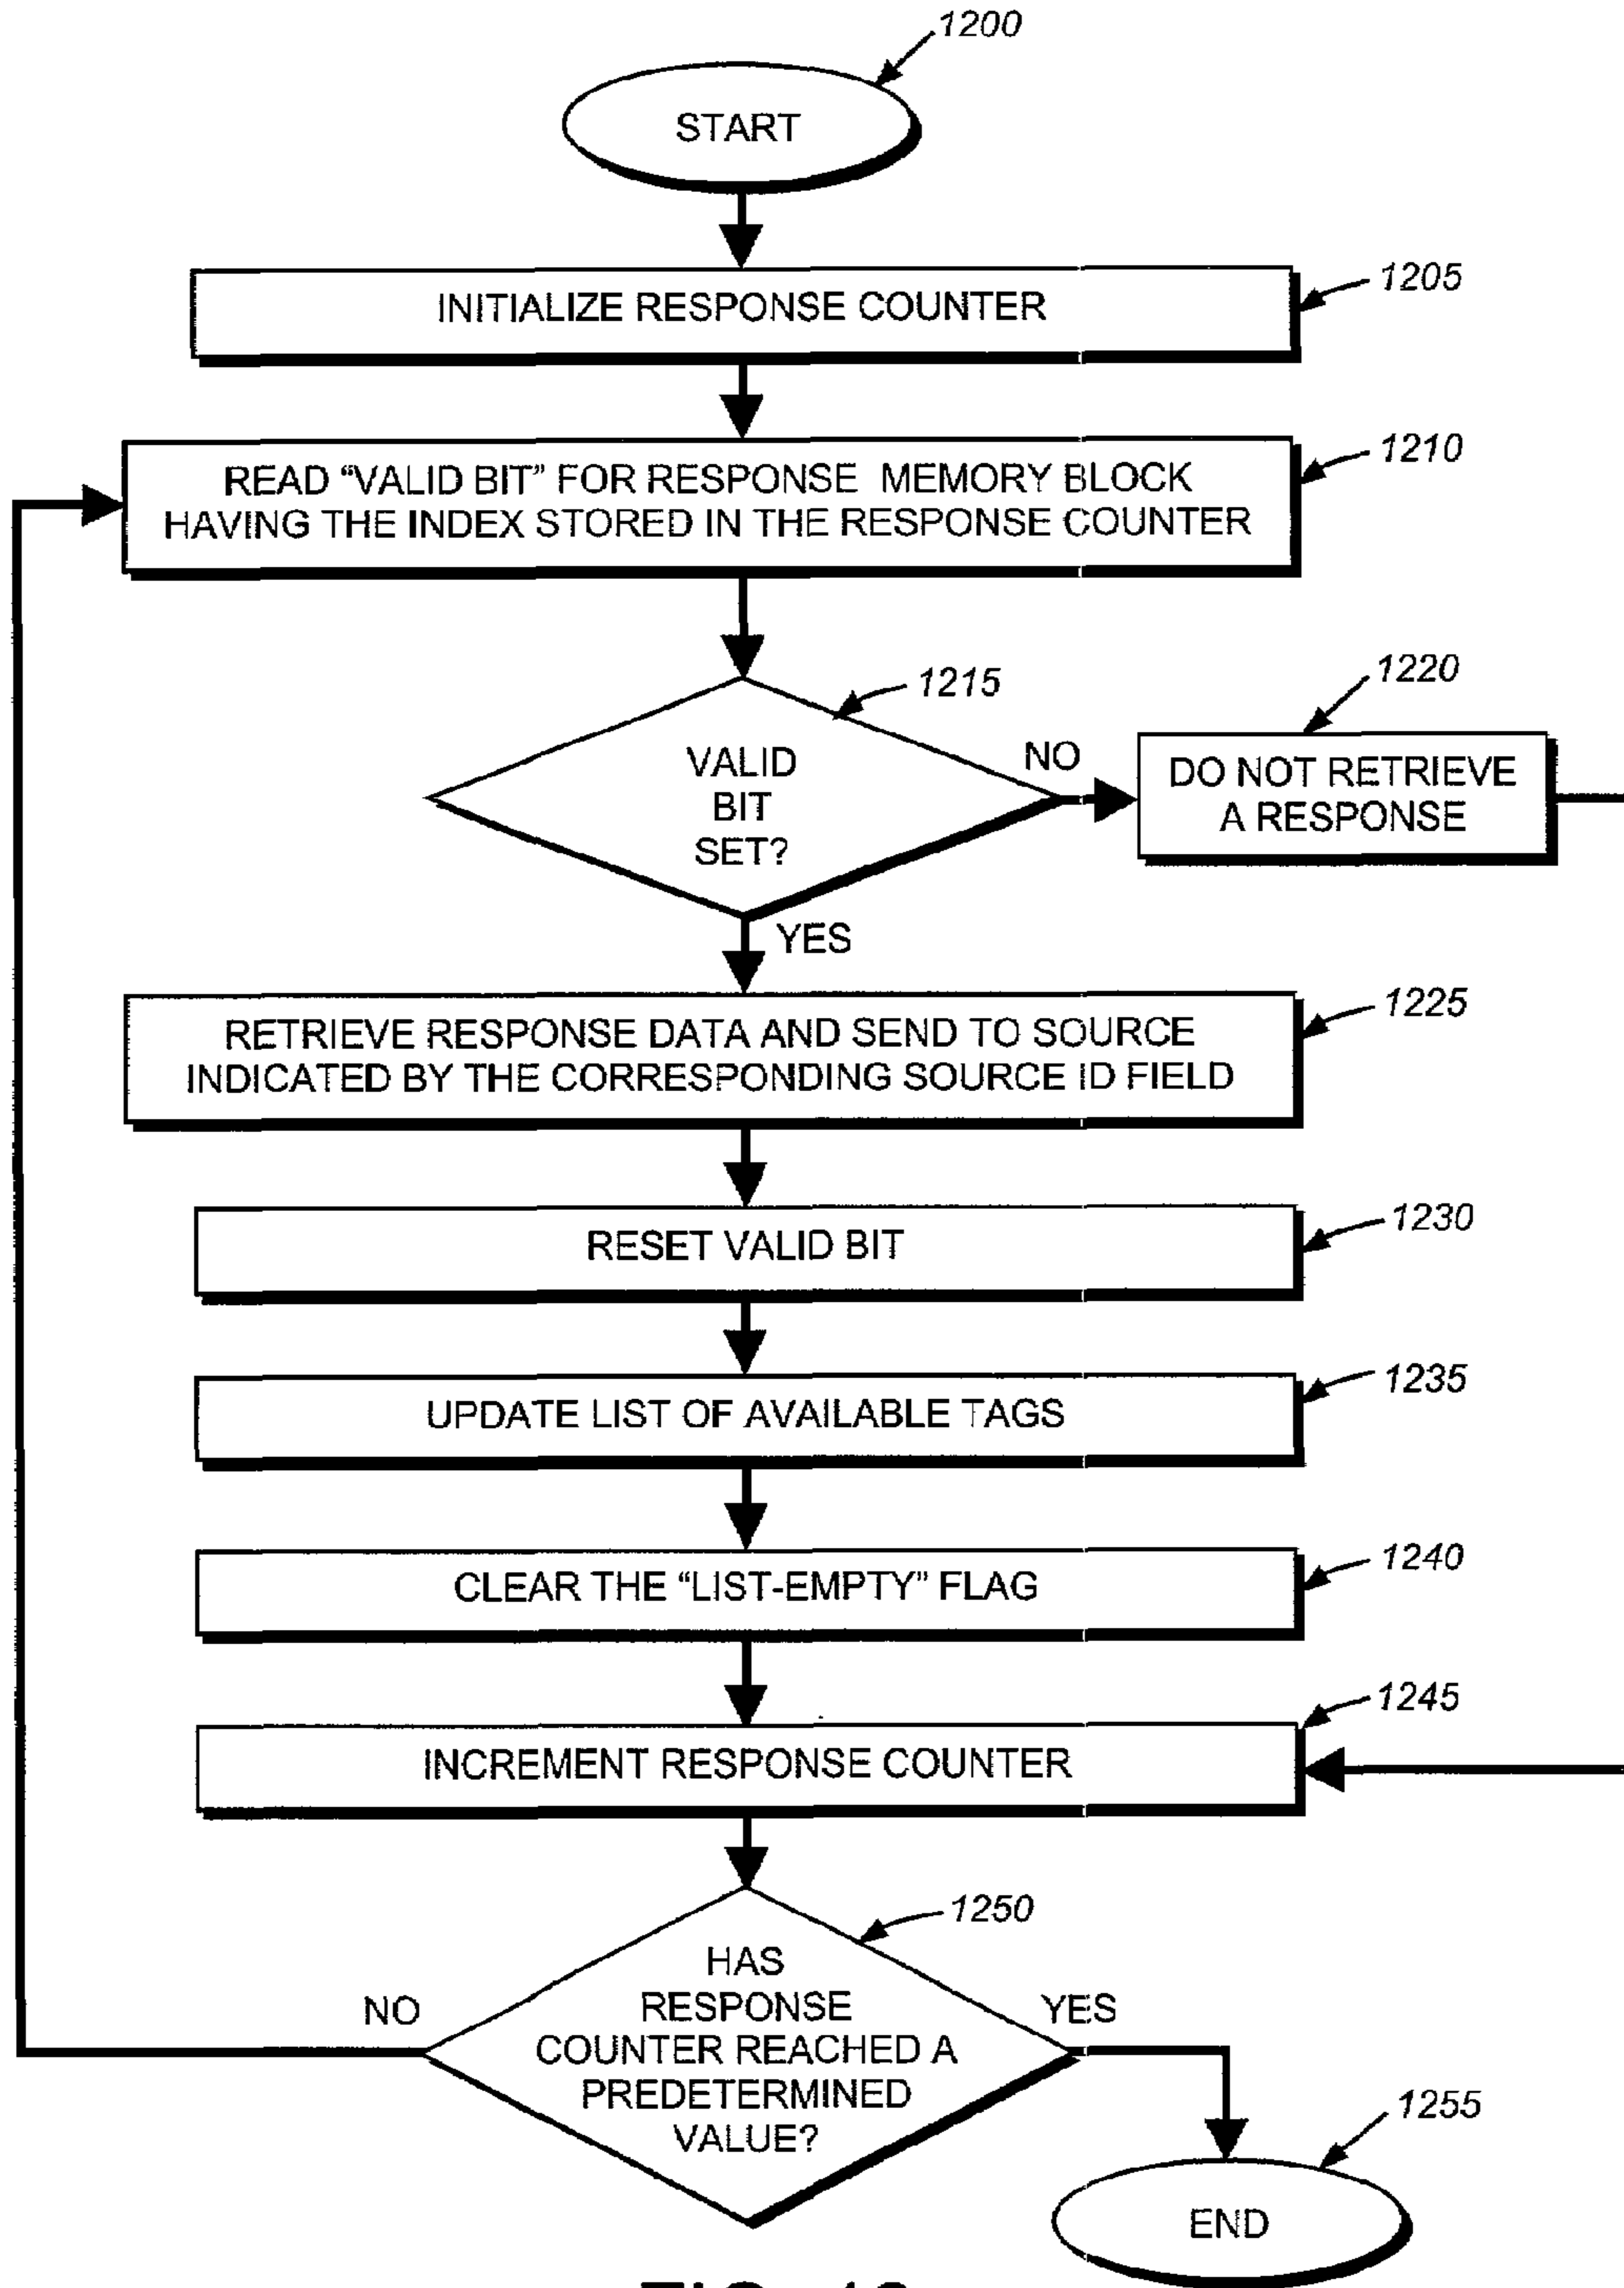 1200
START
1205
INITIALIZE RESPONSE COUNTER
1210
READ “VALID BIT” FOR RESPONSE MEMORY BLOCK
HAVING THE INDEX STORED IN THE RESPONSE COUNTER
1215
VALID
BIT
SET?
NO
1220
DO NOT RETRIEVE
A RESPONSE
YES
1225
RETRIEVE RESPONSE DATA AND SEND TO SOURCE
INDICATED BY THE CORRESPONDING SOURCE ID FIELD
1230
RESET VALID BIT
1235
UPDATE LIST OF AVAILABLE TAGS
1240
CLEAR THE “LIST-EMPTY” FLAG
1245
INCREMENT RESPONSE COUNTER
1250
HAS
RESPONSE
COUNTER REACHED A
PREDETERMINED
VALUE?
NO
YES
1255
END